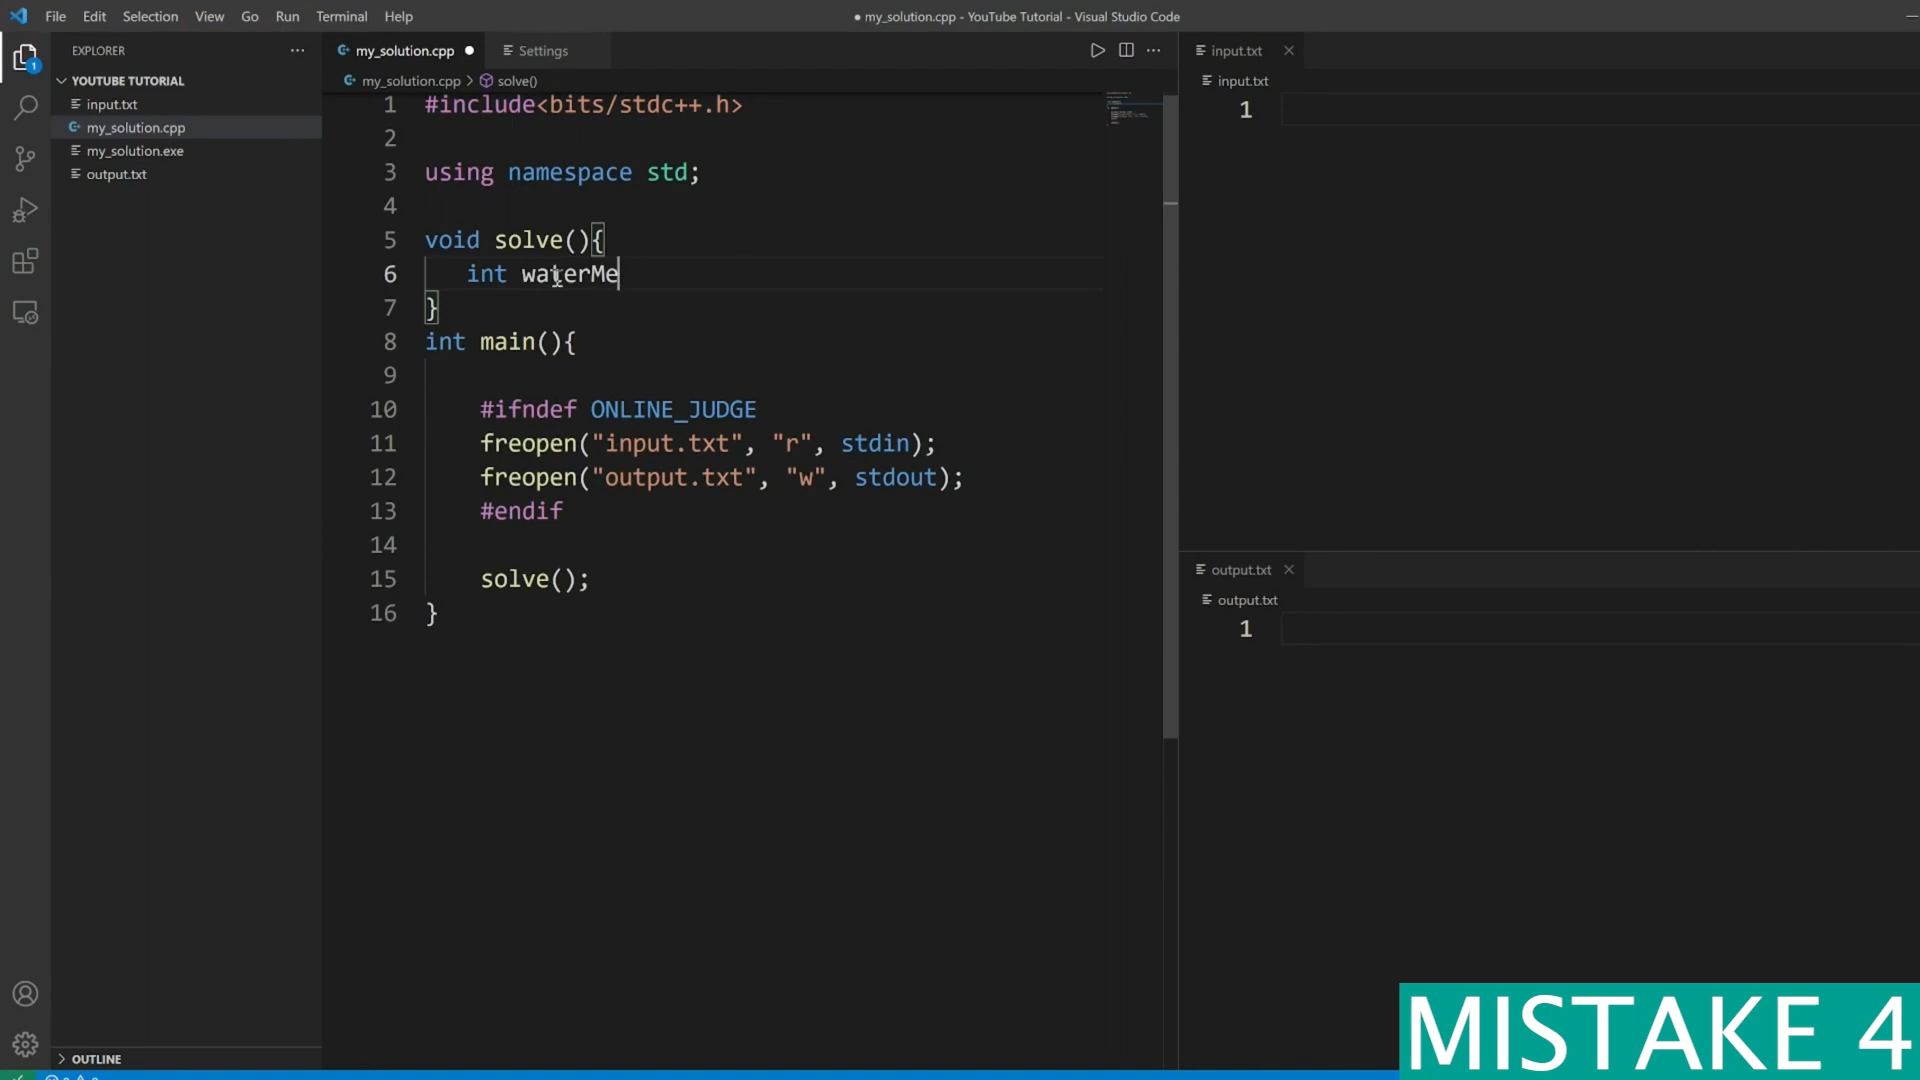 File Edit Selection View Go Run Terminal Help
● my_solution.cpp - YouTube Tutorial - Visual Studio Code
EXPLORER
1
YOUTUBE TUTORIAL
input.txt
my_solution.cpp
my_solution.exe
output.txt
OUTLINE
my_solution.cpp ● Settings
my_solution.cpp > solve()
1 #include<bits/stdc++.h>
2
3 using namespace std;
4
5 void solve(){
6 int waterMe
7 }
8 int main(){
9
10 #ifndef ONLINE_JUDGE
11 freopen("input.txt", "r", stdin);
12 freopen("output.txt", "w", stdout);
13 #endif
14
15 solve();
16 }
input.txt
input.txt
1
output.txt
output.txt
1
MISTAKE 4